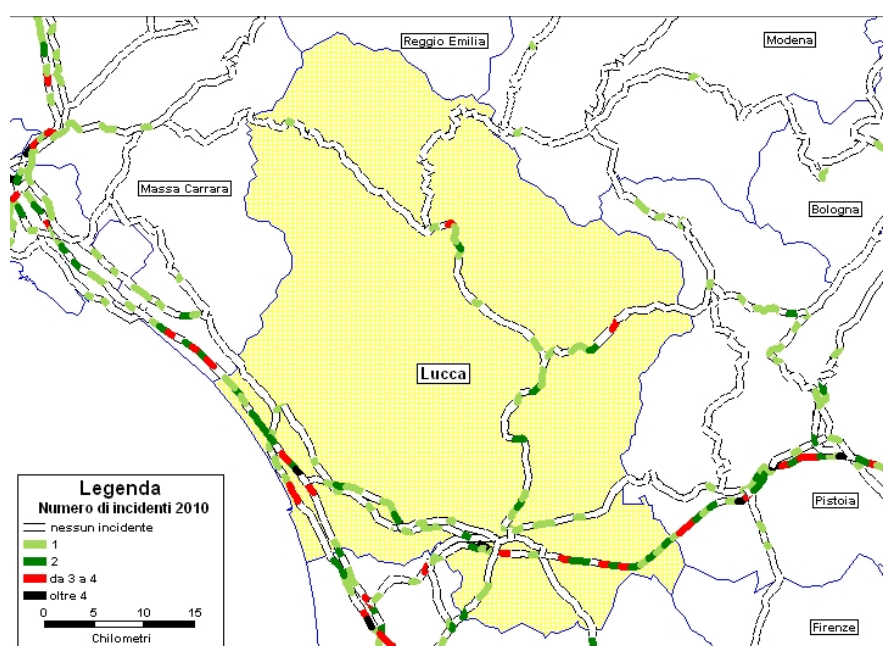 Reggio Emilia
Modena
Massa Carrara
Bologna
Lucca
Pistoia
Firenze
Legenda
Numero di incidenti 2010
nessun incidente
1
2
da 3 a 4
oltre 4
0 5 10 15
Chilometri